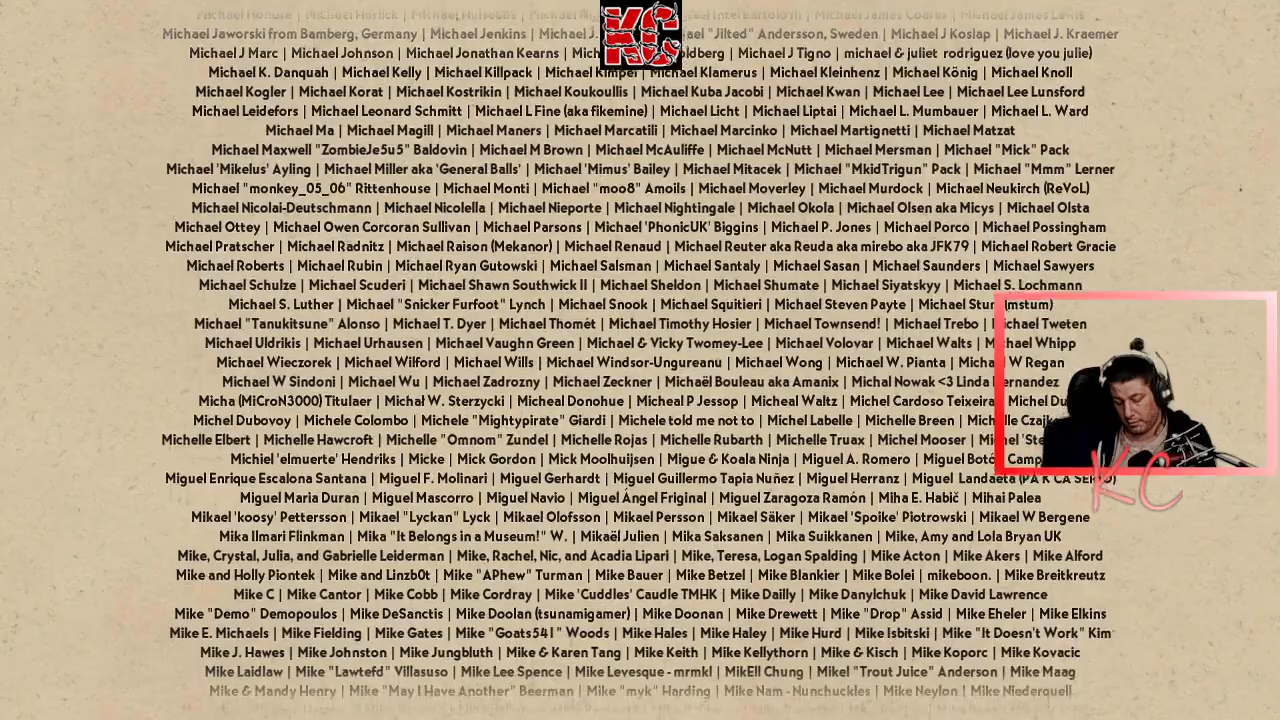 KC
Michael Jaworski from Bamberg, Germany | Michael Jenkins | Michael J. "Jilted" Andersson, Sweden | Michael J Koslap | Michael J. Kraemer
Michael J Marc | Michael Johnson | Michael Jonathan Kearns | | Michael J Tigno | michael & juliet rodriguez (love you julie)
Michael K. Danquah | Michael Kelly | Michael Killpack | Michael Kimpel | Michael Klamerus | Michael Kleinhenz | Michael König | Michael Knoll
Michael Kogler | Michael Korat | Michael Kostrikin | Michael Koukoullis | Michael Kuba Jacobi | Michael Kwan | Michael Lee | Michael Lee Lunsford
Michael Leidefors | Michael Leonard Schmitt | Michael L Fine (aka fikemine) | Michael Licht | Michael Liptai | Michael L. Mumbauer | Michael L. Ward
Michael Ma | Michael Magill | Michael Maners | Michael Marcatili | Michael Marcinko | Michael Martignetti | Michael Matzat
Michael Maxwell "ZombieJe5u5" Baldovin | Michael M Brown | Michael McAuliffe | Michael McNutt | Michael Mersman | Michael "Mick" Pack
Michael 'Mikelus' Ayling | Michael Miller aka 'General Balls' | Michael 'Mimus' Bailey | Michael Mitacek | Michael "MkidTrigun" Pack | Michael "Mmm" Lerner
Michael "monkey_05_06" Rittenhouse | Michael Monti | Michael "moo8" Amoils | Michael Moverley | Michael Murdock | Michael Neukirch (ReVoL)
Michael Nicolai-Deutschmann | Michael Nicolella | Michael Nieporte | Michael Nightingale | Michael Okola | Michael Olsen aka Micys | Michael Olsta
Michael Ottey | Michael Owen Corcoran Sullivan | Michael Parsons | Michael 'PhonicUK' Biggins | Michael P. Jones | Michael Porco | Michael Possingham
Michael Pratscher | Michael Radnitz | Michael Raison (Mekanor) | Michael Renaud | Michael Reuter aka Reuda aka mirebo aka JFK79 | Michael Robert Gracie
Michael Roberts | Michael Rubin | Michael Ryan Gutowski | Michael Salsman | Michael Santaly | Michael Sasan | Michael Saunders | Michael Sawyers
Michael Schulze | Michael Scuderi | Michael Shawn Southwick II | Michael Sheldon | Michael Shumate | Michael Siyatskyy | Michael S. Lochmann
Michael S. Luther | Michael "Snicker Furfoot" Lynch | Michael Snook | Michael Squitieri | Michael Steven Payte | Michael (mstum)
Michael "Tanukitsune" Alonso | Michael T. Dyer | Michael Thomét | Michael Timothy Hosier | Michael Townsend! | Michael Trebo | Michael Tweten
Michael Uldrikis | Michael Urhausen | Michael Vaughn Green | Michael & Vicky Twomey-Lee | Michael Volovar | Michael Walts | Michael Whipp
Michael Wieczorek | Michael Wilford | Michael Wills | Michael Windsor-Ungureanu | Michael Wong | Michael W. Pianta | Michael W Regan
Michael W Sindoni | Michael Wu | Michael Zadrozny | Michael Zeckner | Michaël Bouleau aka Amanix | Michal Nowak <3 Linda Hernandez
Micha (MiCroN3000) Titulaer | Michał W. Sterzycki | Micheal Donohue | Micheal P Jessop | Micheal Waltz | Michel Cardoso Teixeira | Michel
Michel Dubovoy | Michele Colombo | Michele "Mightypirate" Giardi | Michele told me not to | Michel Labelle | Michelle Breen | Michelle
Michelle Elbert | Michelle Hawcroft | Michelle "Omnom" Zundel | Michelle Rojas | Michelle Rubarth | Michelle Truax | Michel Mooser | Michel
Michiel 'elmuerte' Hendriks | Micke | Mick Gordon | Mick Moolhuijsen | Migue & Koala Ninja | Miguel A. Romero | Miguel
Miguel Enrique Escalona Santana | Miguel F. Molinari | Miguel Gerhardt | Miguel Guillermo Tapia Nuñez | Miguel Herranz | Miguel Landaeta
KC
Miguel Maria Duran | Miguel Mascorro | Miguel Navio | Miguel Ángel Friginal | Miguel Zaragoza Ramón | Miha E. Habič | Mihai Palea
Mikael 'koosy' Pettersson | Mikael "Lyckan" Lyck | Mikael Olofsson | Mikael Persson | Mikael Säker | Mikael 'Spoike' Piotrowski | Mikael W Bergene
Mika Ilmari Flinkman | Mika "It Belongs in a Museum!" W. | Mikaël Julien | Mika Saksanen | Mika Suikkanen | Mike, Amy and Lola Bryan UK
Mike, Crystal, Julia, and Gabrielle Leiderman | Mike, Rachel, Nic, and Acadia Lipari | Mike, Teresa, Logan Spalding | Mike Acton | Mike Akers | Mike Alford
Mike and Holly Piontek | Mike and Linzb0t | Mike "APhew" Turman | Mike Bauer | Mike Betzel | Mike Blankier | Mike Bolei | mikeboon. | Mike Breitkreutz
Mike C | Mike Cantor | Mike Cobb | Mike Cordray | Mike 'Cuddles' Caudle TMHK | Mike Dailly | Mike Danylchuk | Mike David Lawrence
Mike "Demo" Demopoulos | Mike DeSanctis | Mike Doolan (tsunamigamer) | Mike Doonan | Mike Drewett | Mike "Drop" Assid | Mike Eheler | Mike Elkins
Mike E. Michaels | Mike Fielding | Mike Gates | Mike "Goats541" Woods | Mike Hales | Mike Haley | Mike Hurd | Mike Isbitski | Mike "It Doesn't Work" Kim
Mike J. Hawes | Mike Johnston | Mike Jungbluth | Mike & Karen Tang | Mike Keith | Mike Kellythorn | Mike & Kisch | Mike Koporc | Mike Kovacic
Mike Laidlaw | Mike "Lawtefd" Villasuso | Mike Lee Spence | Mike Levesque - mrmkl | MikEll Chung | Mikel "Trout Juice" Anderson | Mike Maag
Mike & Mandy Henry | Mike "May I Have Another" Beerman | Mike "myk" Harding | Mike Nam - Nunchuckles | Mike Neylon | Mike Niederquell